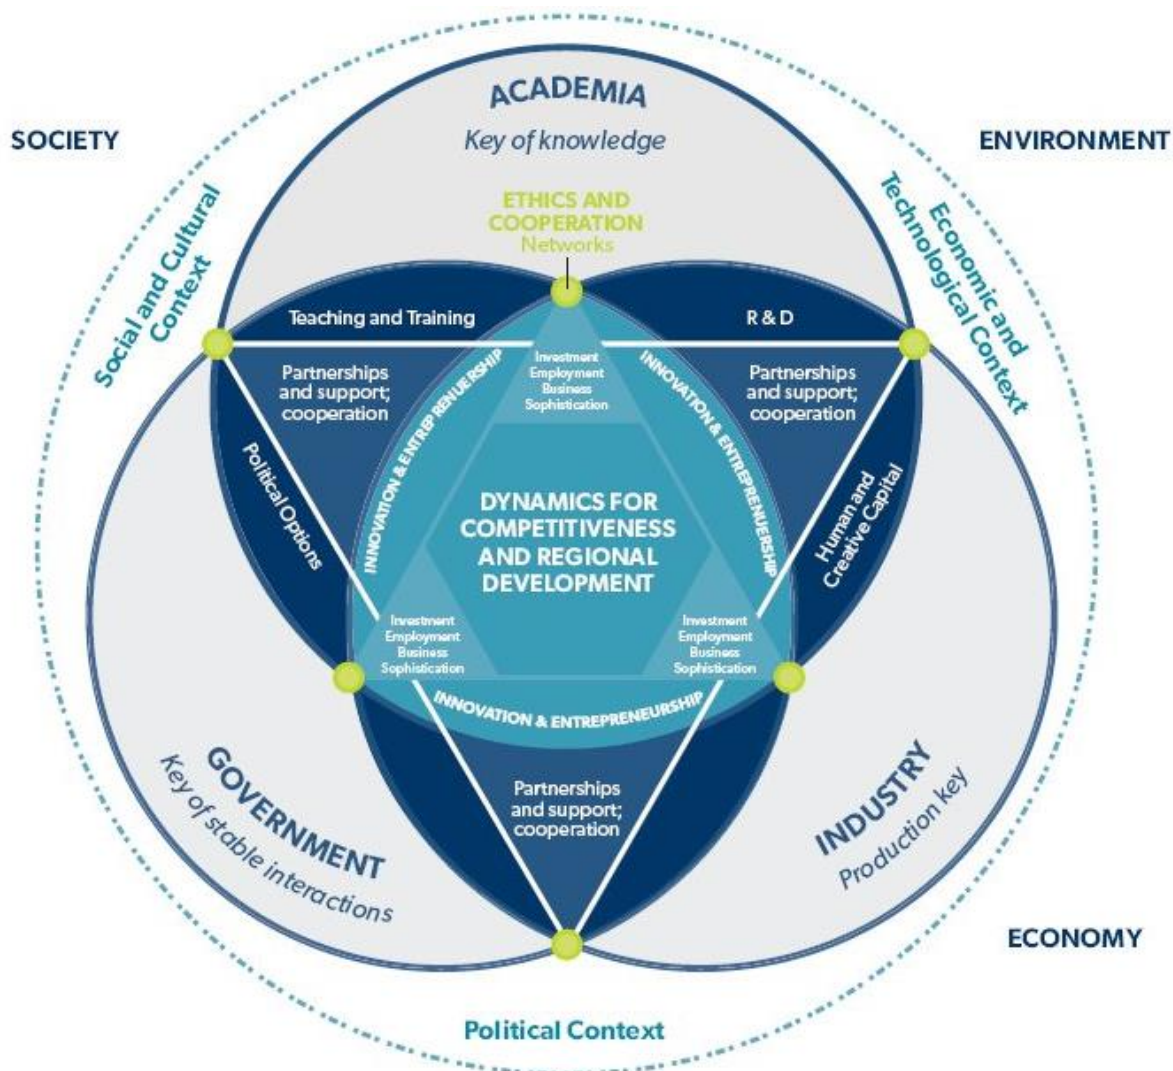 ACADEMIA
Key of knowledge
SOCIETY
ENVIRONMENT
ETHICS AND
COOPERATION
Networks
Social and Cultural
Context
Economic and
Technological Context
Teaching and Training
R & D
Investment
Employment
Business
Sophistication
Partnerships
and support;
cooperation
Partnerships
and support;
cooperation
INNOVATION & ENTREPRENUERSHIP
INNOVATION & ENTREPRENUERSHIP
Political Options
Human and
Creative Capital
DYNAMICS FOR
COMPETITIVENESS
AND REGIONAL
DEVELOPMENT
Investment
Employment
Business
Sophistication
Investment
Employment
Business
Sophistication
INNOVATION & ENTREPRENEURSHIP
Partnerships
and support;
cooperation
GOVERNMENT
Key of stable interactions
INDUSTRY
Production key
ECONOMY
Political Context